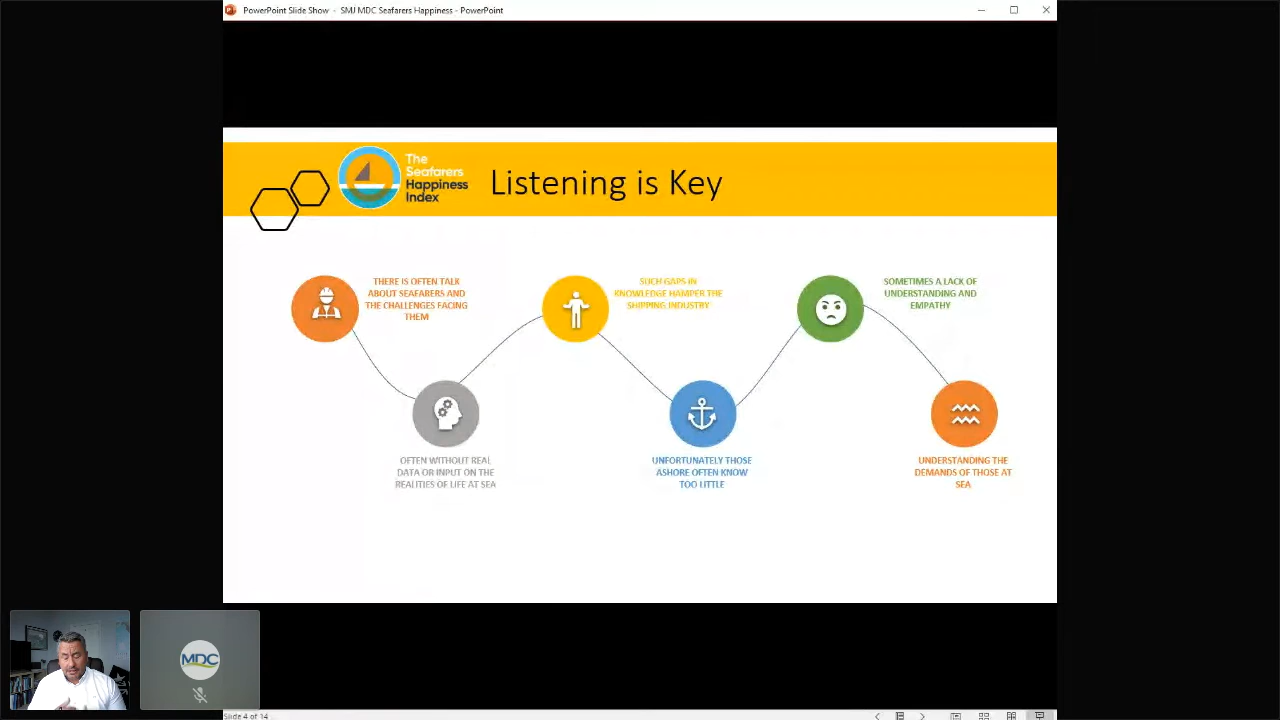 PowerPoint Slide Show - SMJ MDC Seafarers Happiness - PowerPoint
The
Seafarers
Happiness
Index
Listening is Key
THERE IS OFTEN TALK
ABOUT SEAFARERS AND
THE CHALLENGES FACING
THEM
OFTEN WITHOUT REAL
DATA OR INPUT ON THE
REALITIES OF LIFE AT SEA
SUCH GAPS IN
KNOWLEDGE HAMPER THE
SHIPPING INDUSTRY
UNFORTUNATELY THOSE
ASHORE OFTEN KNOW
TOO LITTLE
SOMETIMES A LACK OF
UNDERSTANDING AND
EMPATHY
UNDERSTANDING THE
DEMANDS OF THOSE AT
SEA
MDC
Slide 4 of 14